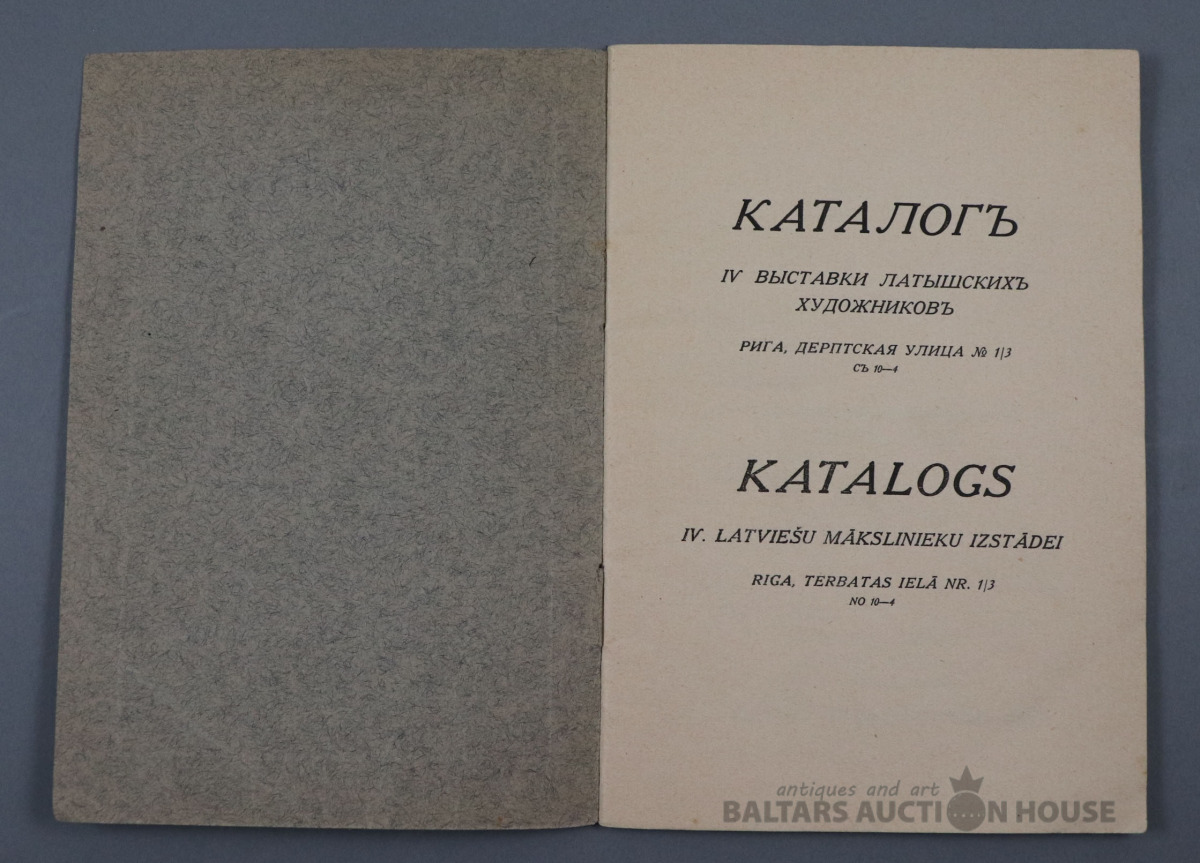 КАТАЛОГЪ
IV ВЫСТАВКИ ЛАТЫШСКИХЪ
ХУДОЖНИКОВЪ
РИГА, ДЕРПТСКАЯ УЛИЦА № 1|3
СЪ 10—4
KATALOGS
IV. LATVIEŠU MĀKSLINIEKU IZSTĀDEI
RIGA, TERBATAS IELĀ NR. 1|3
NO 10—4
antiques and art
BALTARS AUCTION HOUSE